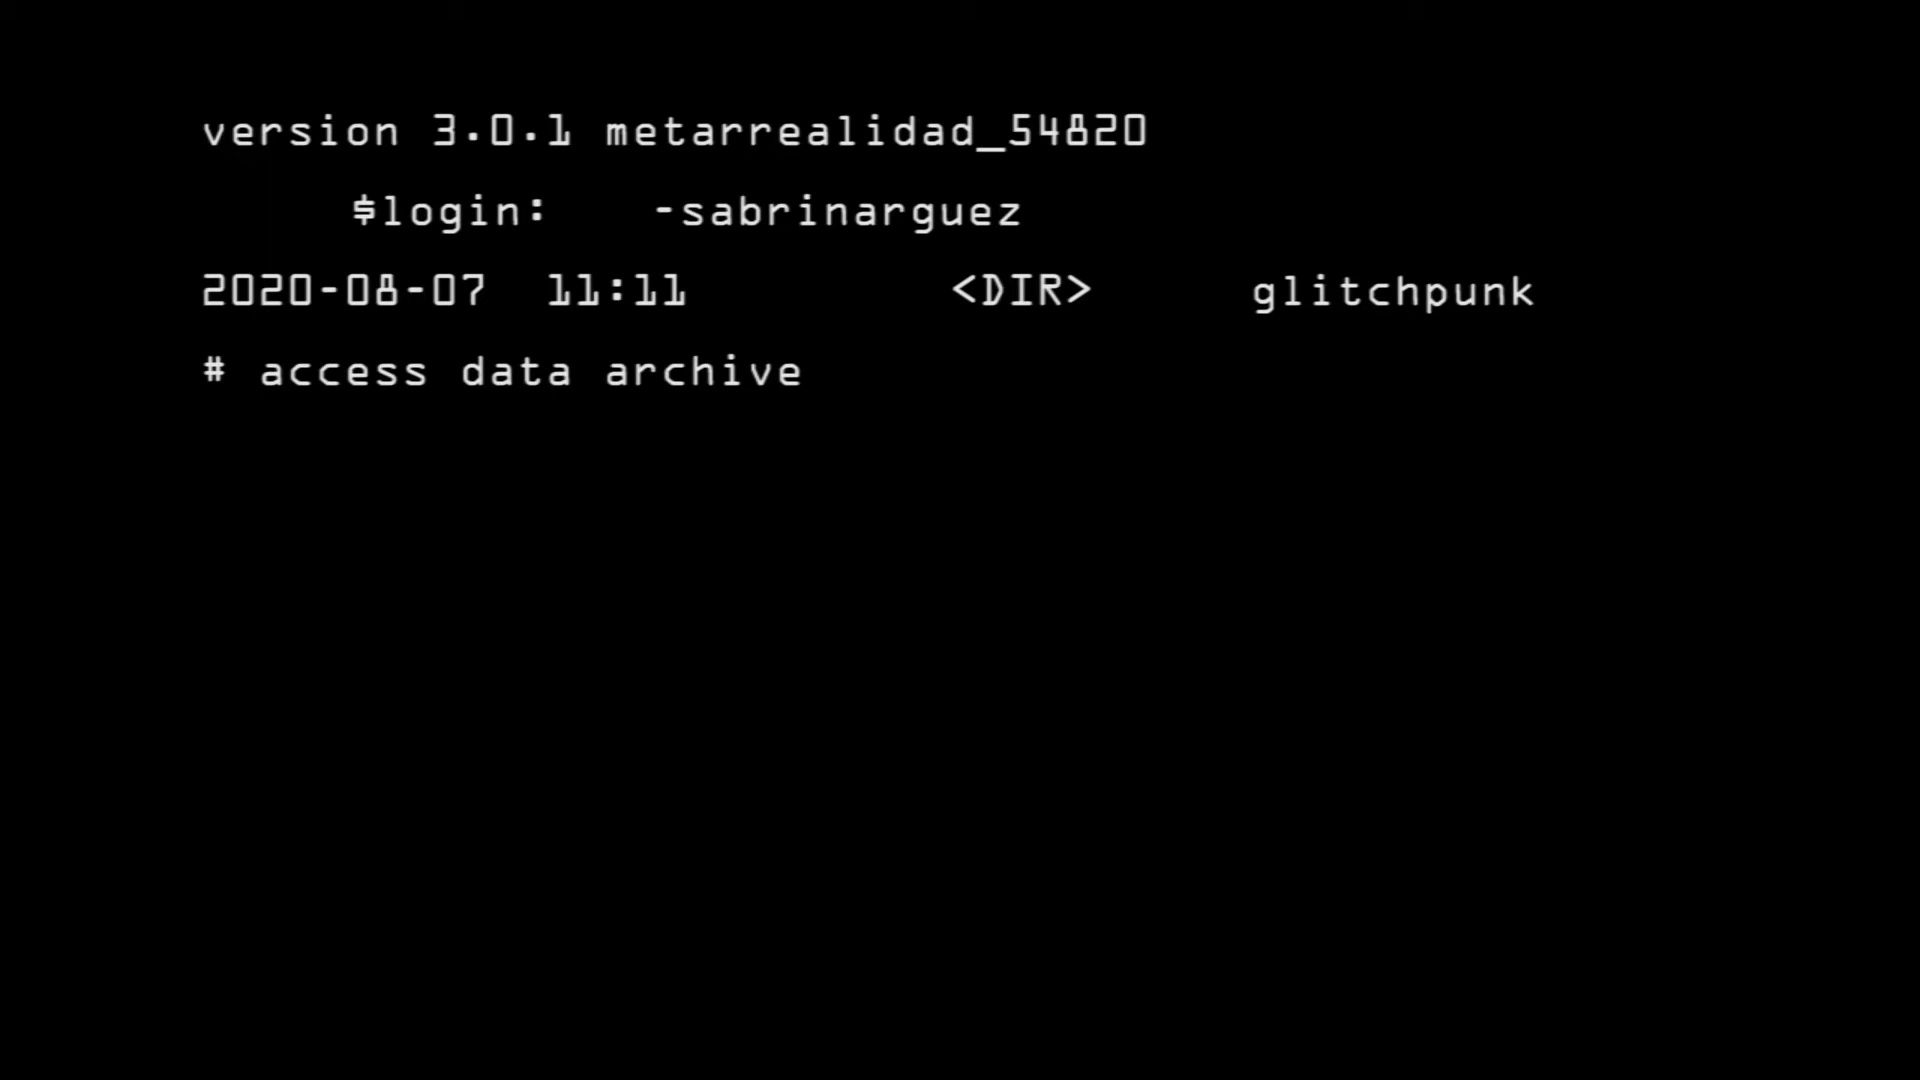 version 3.0.1 metarrealidad_54820
$login: -sabrinarguez
2020-08-07 11:11 <DIR> glitchpunk
# access data archive